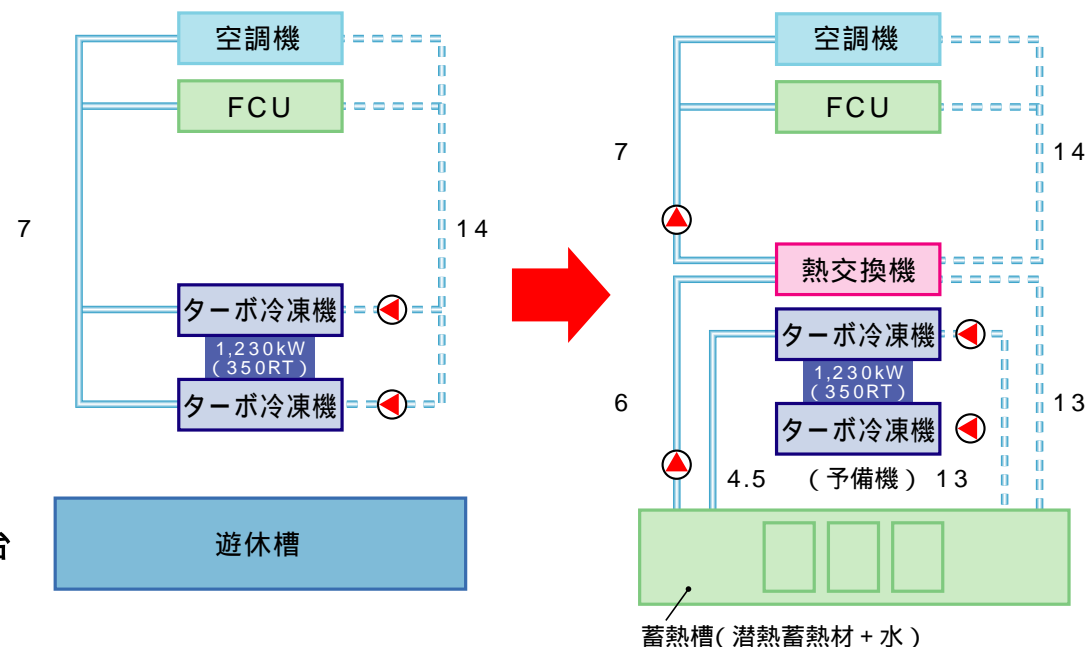 空調機
FCU
7
14
ターボ冷凍機
1,230kW
(350RT)
ターボ冷凍機
台
遊休槽
空調機
FCU
7
14
熱交換機
ターボ冷凍機
1,230kW
(350RT)
ターボ冷凍機
6
13
4.5 (予備機) 13
蓄熱槽(潜熱蓄熱材+水)